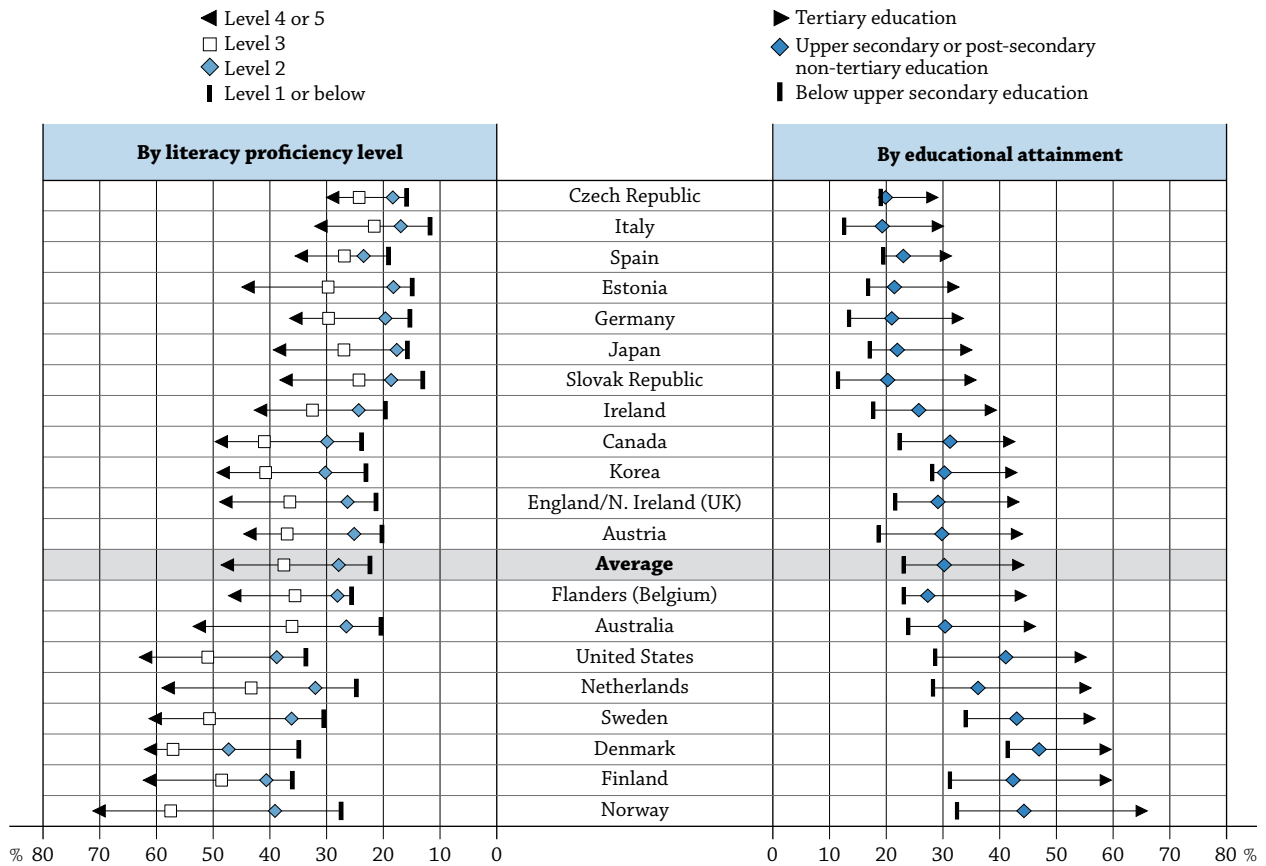 Level 4 or 5
Level 3
Level 2
Level 1 or below
Tertiary education
Upper secondary or post-secondary
non-tertiary education
Below upper secondary education
By literacy proficiency level
By educational attainment
Czech Republic
Italy
Spain
Estonia
Germany
Japan
Slovak Republic
Ireland
Canada
Korea
England/N. Ireland (UK)
Austria
Average
Flanders (Belgium)
Australia
United States
Netherlands
Sweden
Denmark
Finland
Norway
% 80 70 60 50 40 30 20 10 0
0 10 20 30 40 50 60 70 80 %